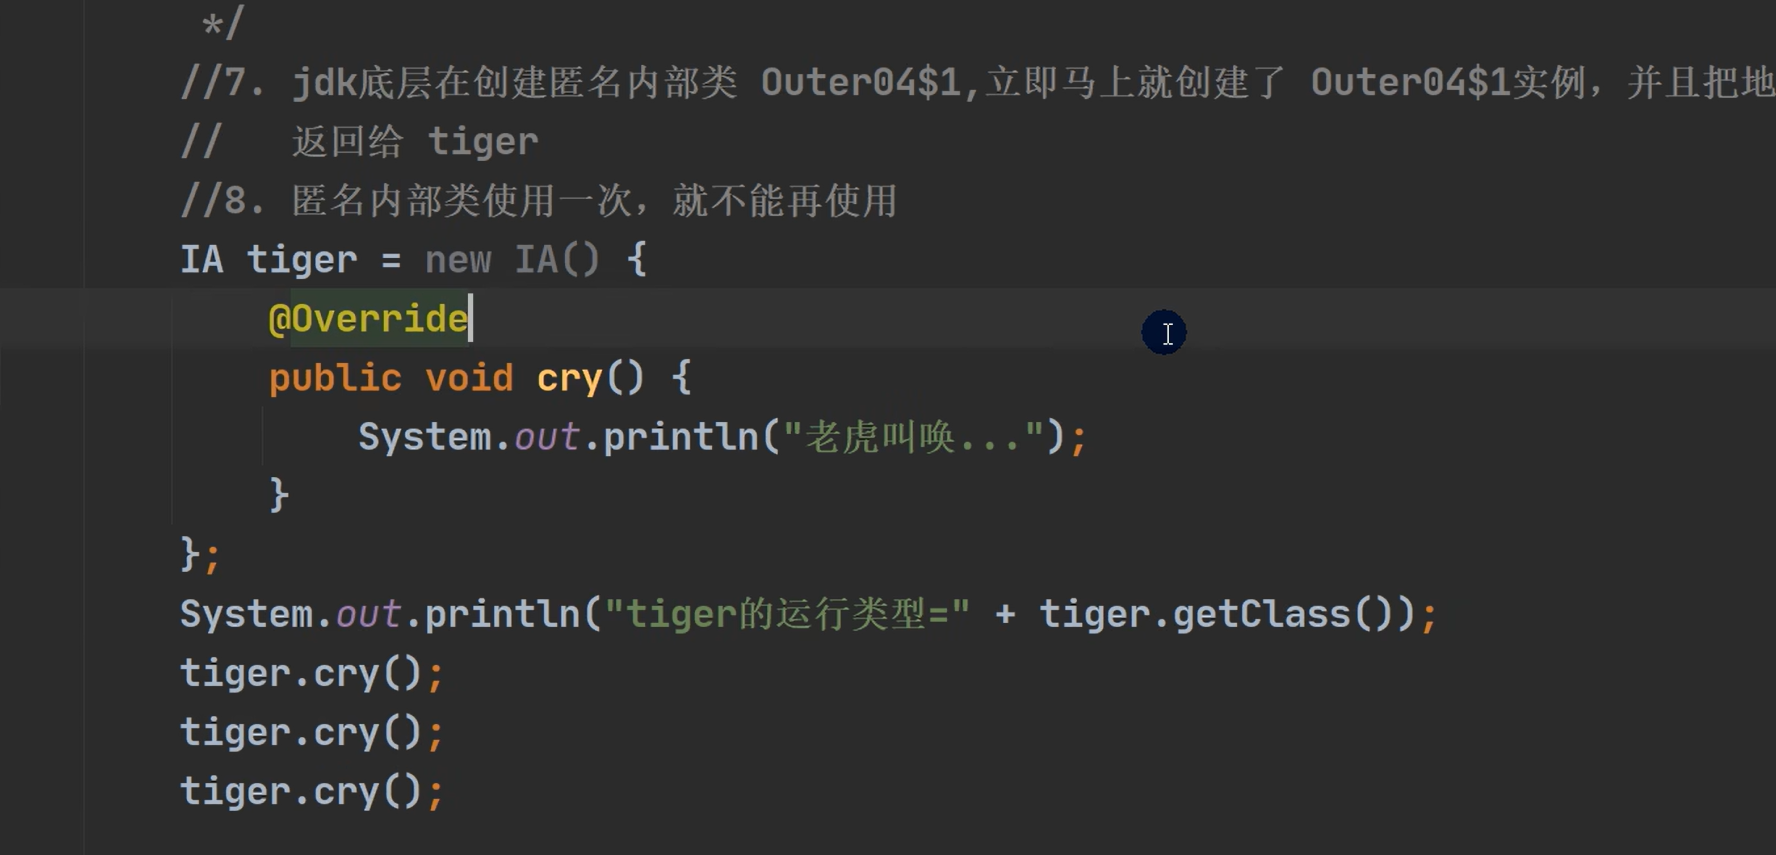 */
//7. jdk底层在创建匿名内部类 Outer04$1,立即马上就创建了 Outer04$1实例，并且把地
//   返回给 tiger
//8. 匿名内部类使用一次，就不能再使用
IA tiger = new IA() {
@Override
public void cry() {
System.out.println("老虎叫唤...");
}
};
System.out.println("tiger的运行类型=" + tiger.getClass());
tiger.cry();
tiger.cry();
tiger.cry();